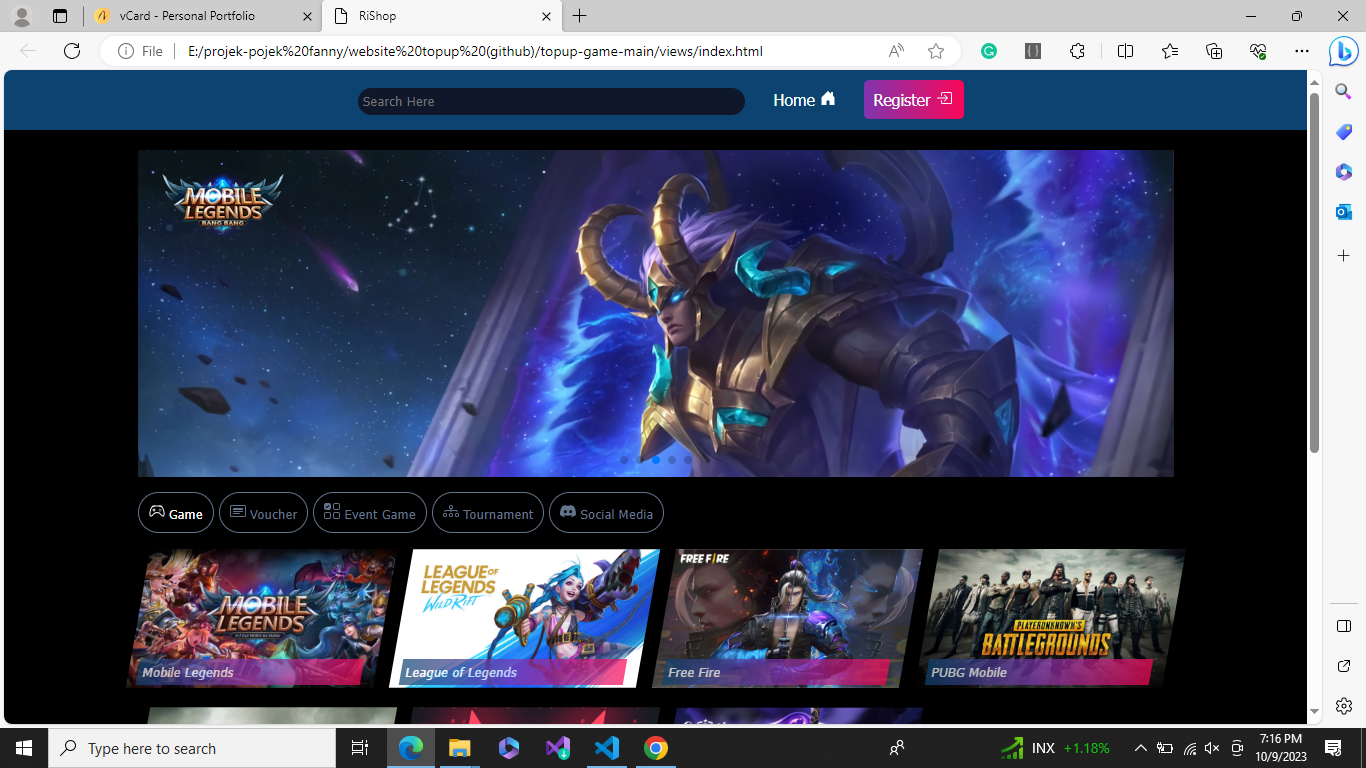 vCard - Personal Portfolio
RiShop
File
E:/projek-pojek%20fanny/website%20topup%20(github)/topup-game-main/views/index.html
Search Here
Home
Register
MOBILE
LEGENDS
BANG BANG
Game
Voucher
Event Game
Tournament
Social Media
MOBILE
LEGENDS
Mobile Legends
LEAGUE OF
LEGENDS
WILD RIFT
League of Legends
FREE FIRE
Free Fire
PLAYERUNKNOWN'S
BATTLEGROUNDS
PUBG Mobile
Type here to search
INX +1.18%
7:16 PM
10/9/2023